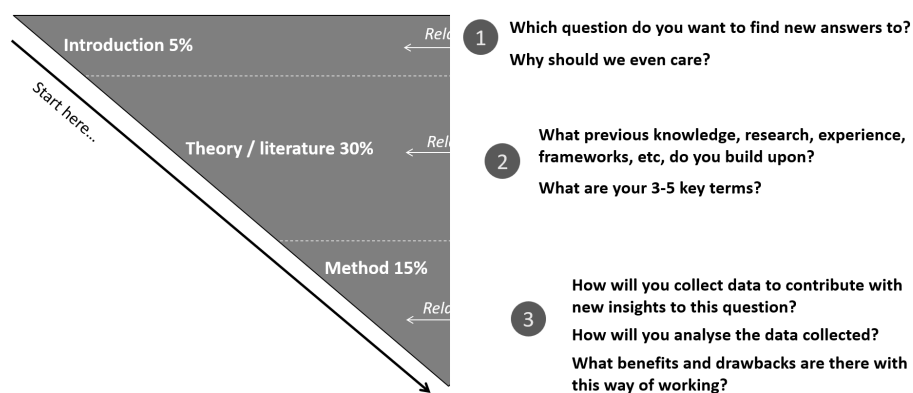 Introduction 5%
Start here...
Theory / literature 30%
Method 15%
1
Which question do you want to find new answers to?
Why should we even care?
2
What previous knowledge, research, experience,
frameworks, etc, do you build upon?
What are your 3-5 key terms?
3
How will you collect data to contribute with
new insights to this question?
How will you analyse the data collected?
What benefits and drawbacks are there with
this way of working?